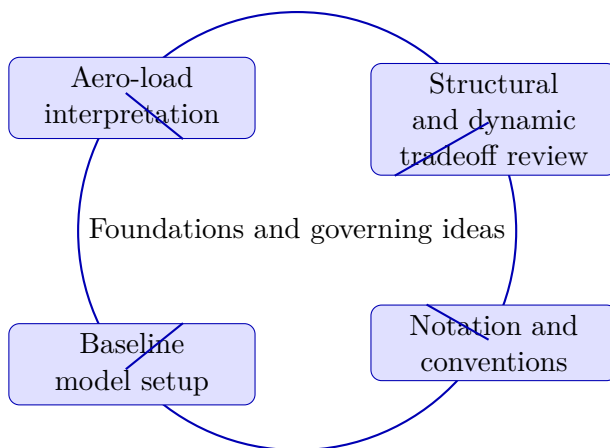 Aero-load
interpretation
Structural
and dynamic
tradeoff review
Foundations and governing ideas
Baseline
model setup
Notation and
conventions